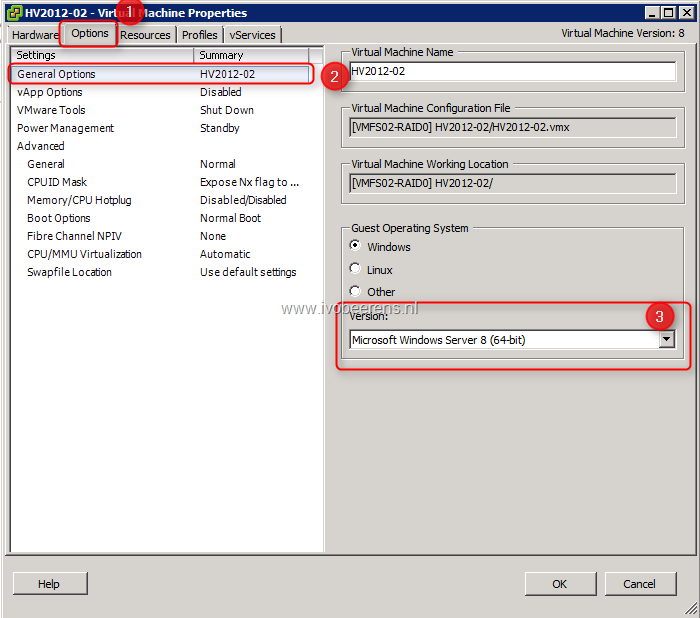 HV2012-02 - Virtual Machine Properties
1
Hardware Options Resources Profiles vServices Virtual Machine Version: 8
Settings Summary
General Options HV2012-02
vApp Options Disabled
VMware Tools Shut Down
Power Management Standby
Advanced
General Normal
CPUID Mask Expose Nx flag to ...
Memory/CPU Hotplug Disabled/Disabled
Boot Options Normal Boot
Fibre Channel NPIV None
CPU/MMU Virtualization Automatic
Swapfile Location Use default settings
2
Virtual Machine Name
HV2012-02
Virtual Machine Configuration File
[VMFS02-RAID0] HV2012-02/HV2012-02.vmx
Virtual Machine Working Location
[VMFS02-RAID0] HV2012-02/
Guest Operating System
Windows
Linux
Other
www.ivobeerens.nl
Version:
3
Microsoft Windows Server 8 (64-bit)
Help OK Cancel